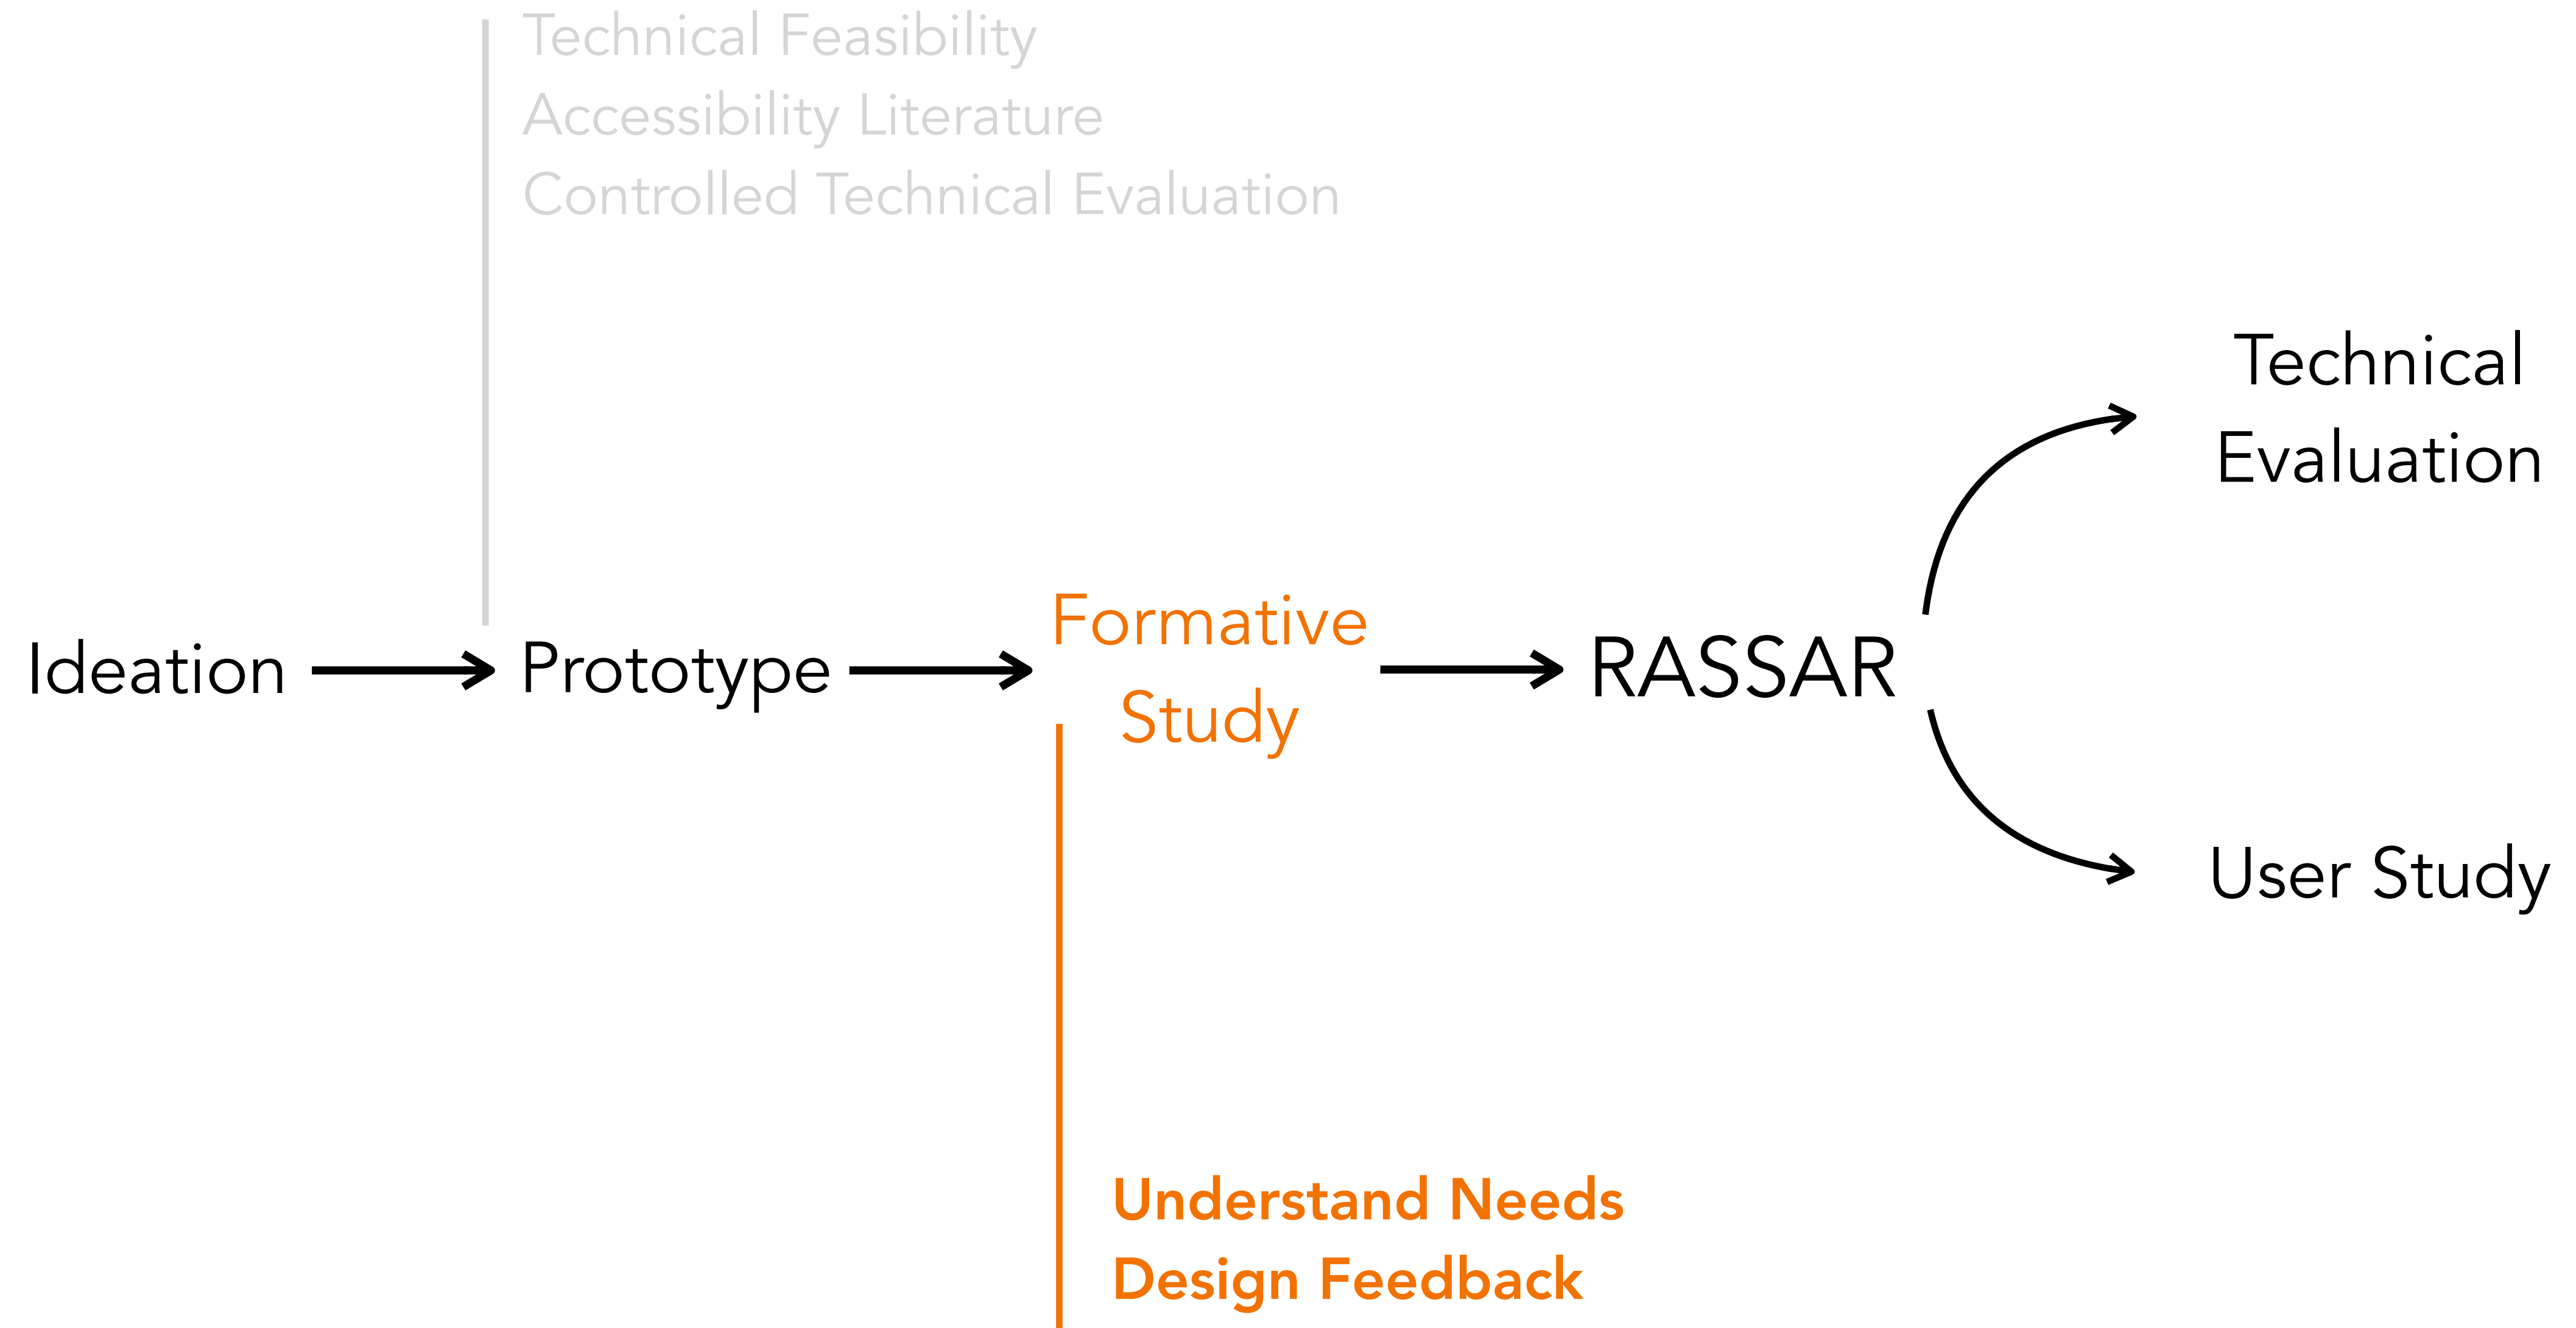 Technical Feasibility
Accessibility Literature
Controlled Technical Evaluation
Ideation
Prototype
Formative
Study
RASSAR
Technical
Evaluation
User Study
Understand Needs
Design Feedback